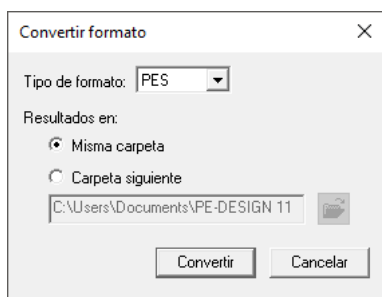 Convertir formato
Tipo de formato: PES
Resultados en:
Misma carpeta
Carpeta siguiente
C:\Users\Documents\PE-DESIGN 11
Convertir Cancelar